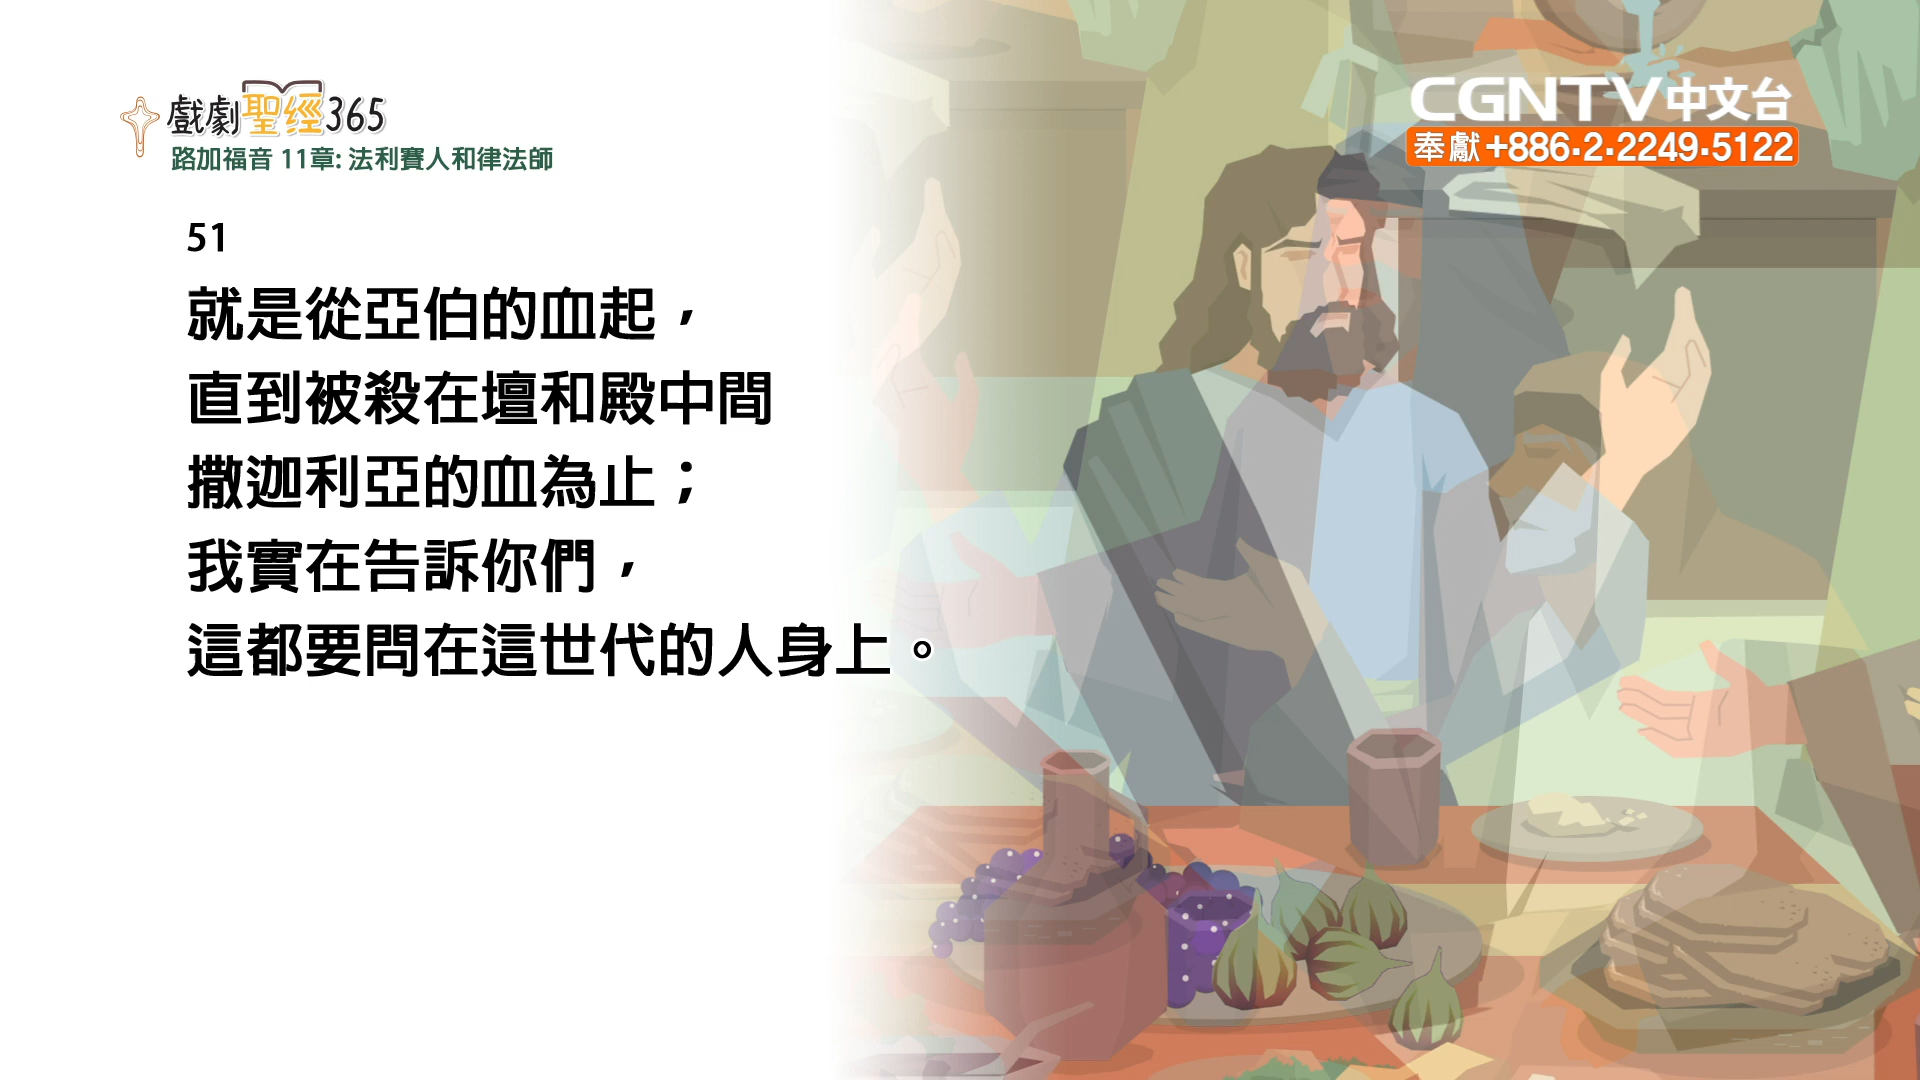 戲劇聖經365
路加福音 11章: 法利賽人和律法師
CGNTV中文台
奉獻 +886·2·2249·5122
51
就是從亞伯的血起，
直到被殺在壇和殿中間
撒迦利亞的血為止；
我實在告訴你們，
這都要問在這世代的人身上。